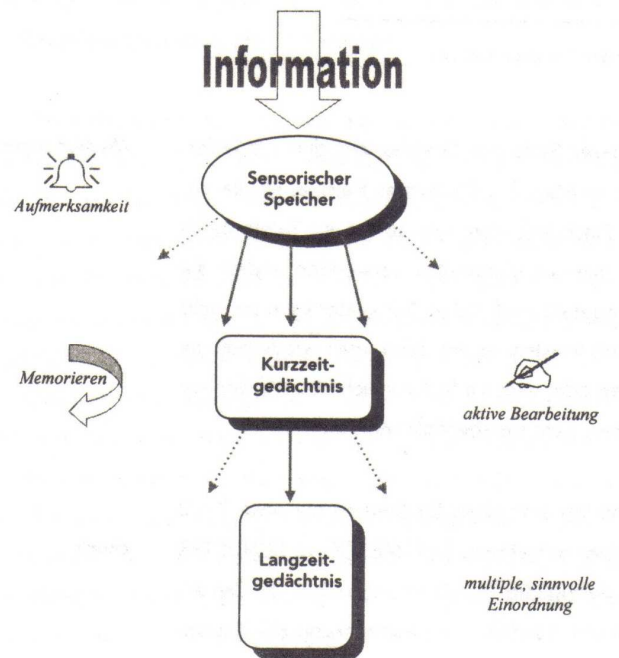 Information
Sensorischer
Speicher
Aufmerksamkeit
Kurzzeit-
gedächtnis
Memorieren
aktive Bearbeitung
Langzeit-
gedächtnis
multiple, sinnvolle
Einordnung